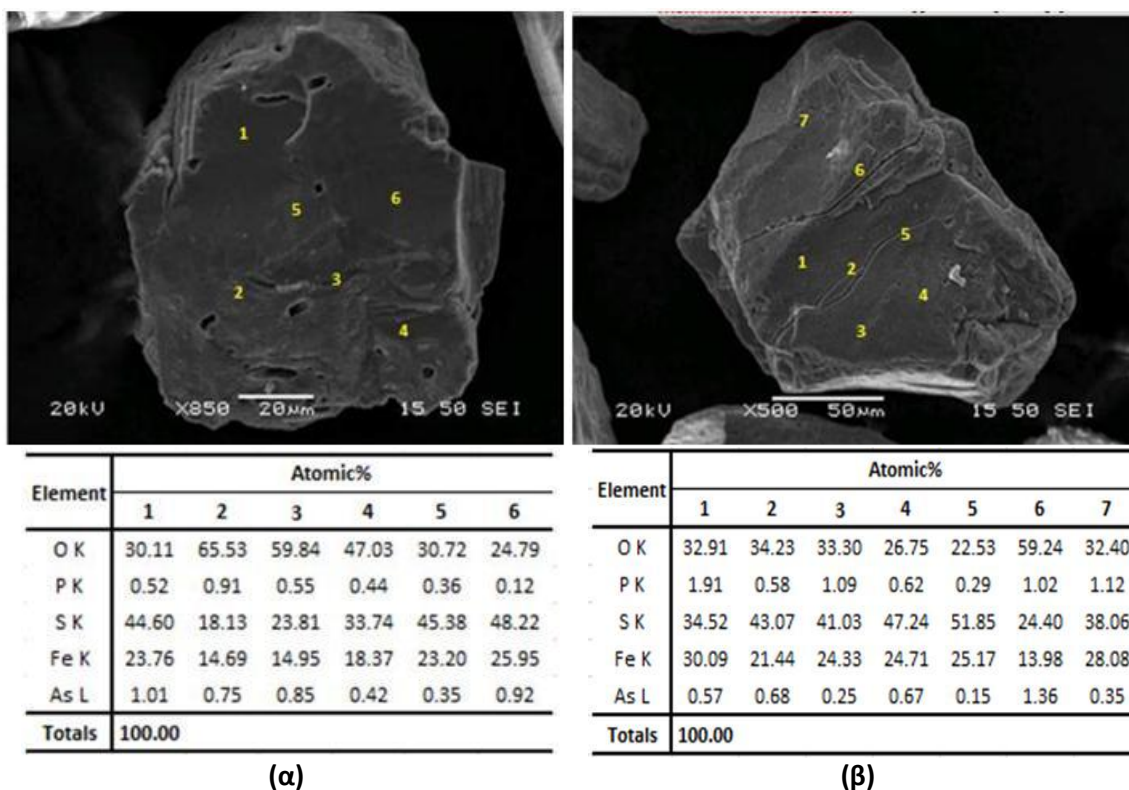 1
5
6
2
3
4
20kV X850 20μm 15 50 SEI
7
6
5
1
2
4
3
20kV X500 50μm 15 50 SEI
Element Atomic%
1 2 3 4 5 6
O K 30.11 65.53 59.84 47.03 30.72 24.79
P K 0.52 0.91 0.55 0.44 0.36 0.12
S K 44.60 18.13 23.81 33.74 45.38 48.22
Fe K 23.76 14.69 14.95 18.37 23.20 25.95
As L 1.01 0.75 0.85 0.42 0.35 0.92
Totals 100.00
(α)
Element Atomic%
1 2 3 4 5 6 7
O K 32.91 34.23 33.30 26.75 22.53 59.24 32.40
P K 1.91 0.58 1.09 0.62 0.29 1.02 1.12
S K 34.52 43.07 41.03 47.24 51.85 24.40 38.06
Fe K 30.09 21.44 24.33 24.71 25.17 13.98 28.08
As L 0.57 0.68 0.25 0.67 0.15 1.36 0.35
Totals 100.00
(β)